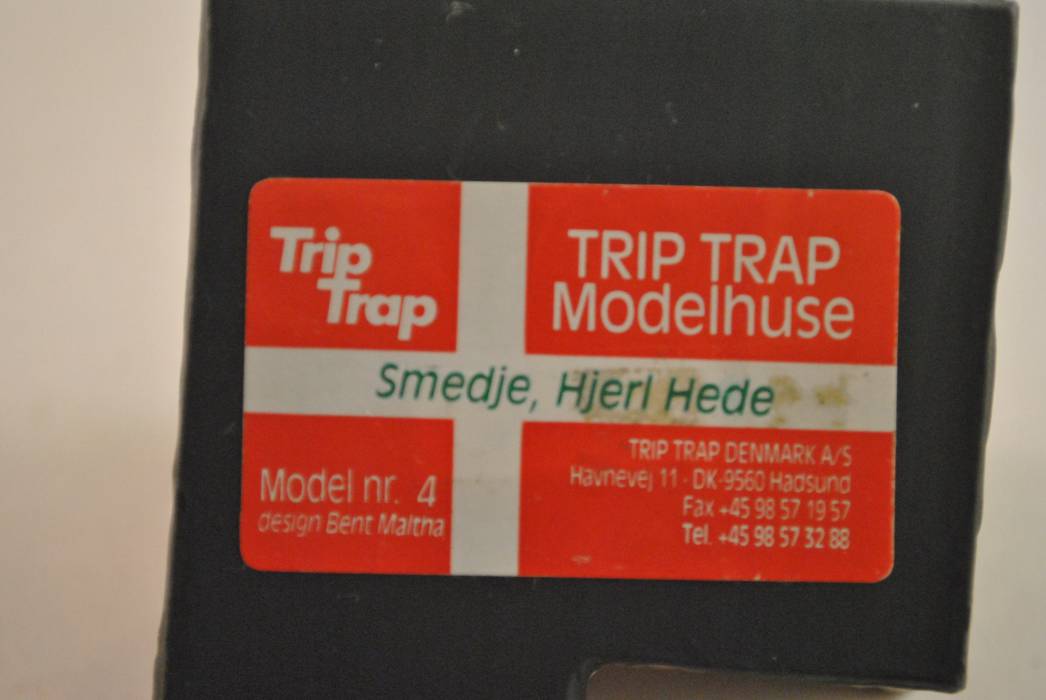 Trip
Trap
TRIP TRAP
Modelhuse
Smedje, Hjerl Hede
Model nr. 4
design Bent Maltha
TRIP TRAP DENMARK A/S
Havnevej 11 · DK-9560 Hadsund
Fax +45 98 57 19 57
Tel. +45 98 57 32 88